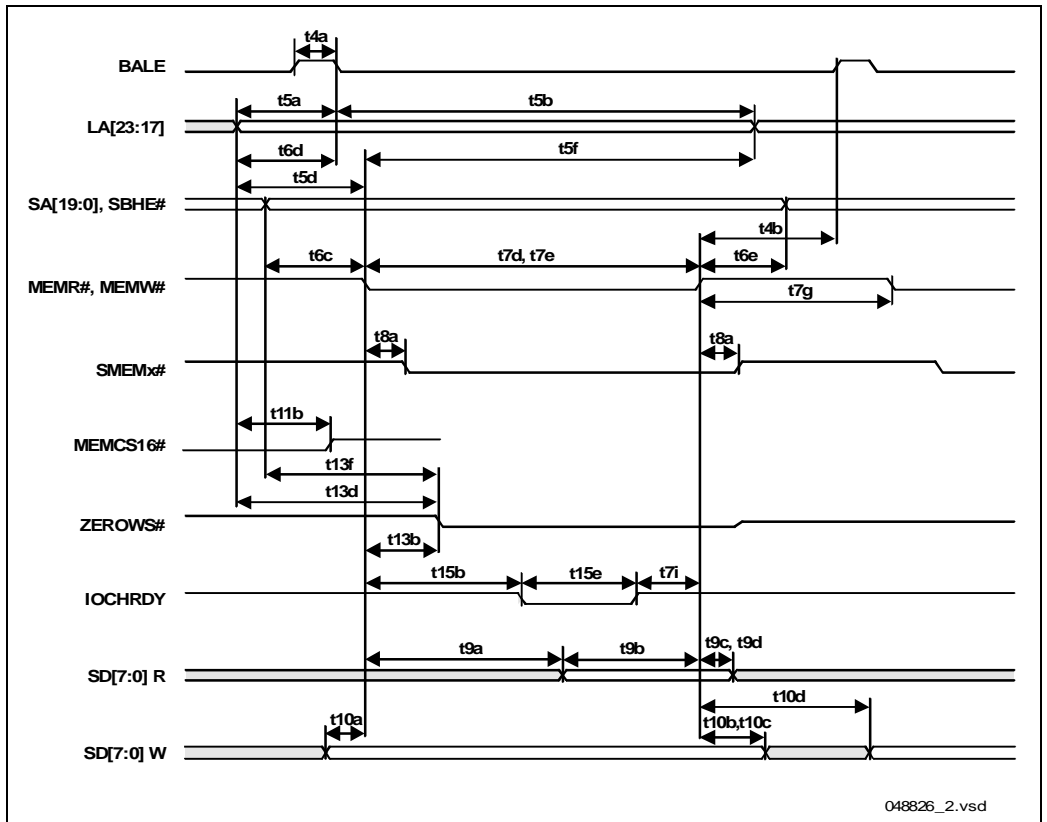 t4a
BALE
t5a
t5b
LA[23:17]
t6d
t5f
t5d
SA[19:0], SBHE#
t4b
t6c
t7d, t7e
t6e
MEMR#, MEMW#
t7g
t8a
t8a
SMEMx#
t11b
MEMCS16#
t13f
t13d
ZEROWS#
t13b
t15b
t15e
t7i
IOCHRDY
t9a
t9b
t9c, t9d
SD[7:0] R
t10d
t10a
t10b,t10c
SD[7:0] W
048826_2.vsd